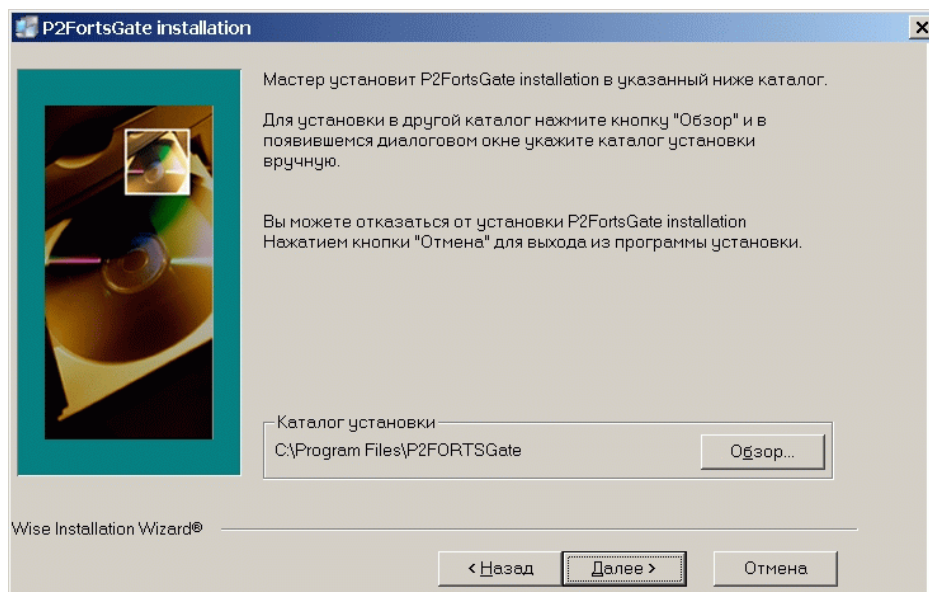 P2FortsGate installation
Мастер установит P2FortsGate installation в указанный ниже каталог.
Для установки в другой каталог нажмите кнопку "Обзор" и в
появившемся диалоговом окне укажите каталог установки
вручную.
Вы можете отказаться от установки P2FortsGate installation
Нажатием кнопки "Отмена" для выхода из программы установки.
Каталог установки
C:\Program Files\P2FORTSGate
Обзор...
Wise Installation Wizard®
< Назад
Далее >
Отмена